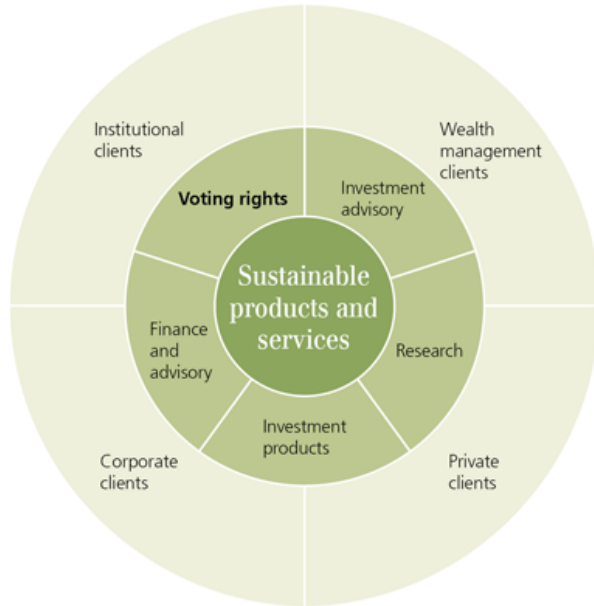 Institutional
clients
Wealth
management
clients
Voting rights
Investment
advisory
Sustainable
products and
services
Finance
and
advisory
Research
Investment
products
Corporate
clients
Private
clients